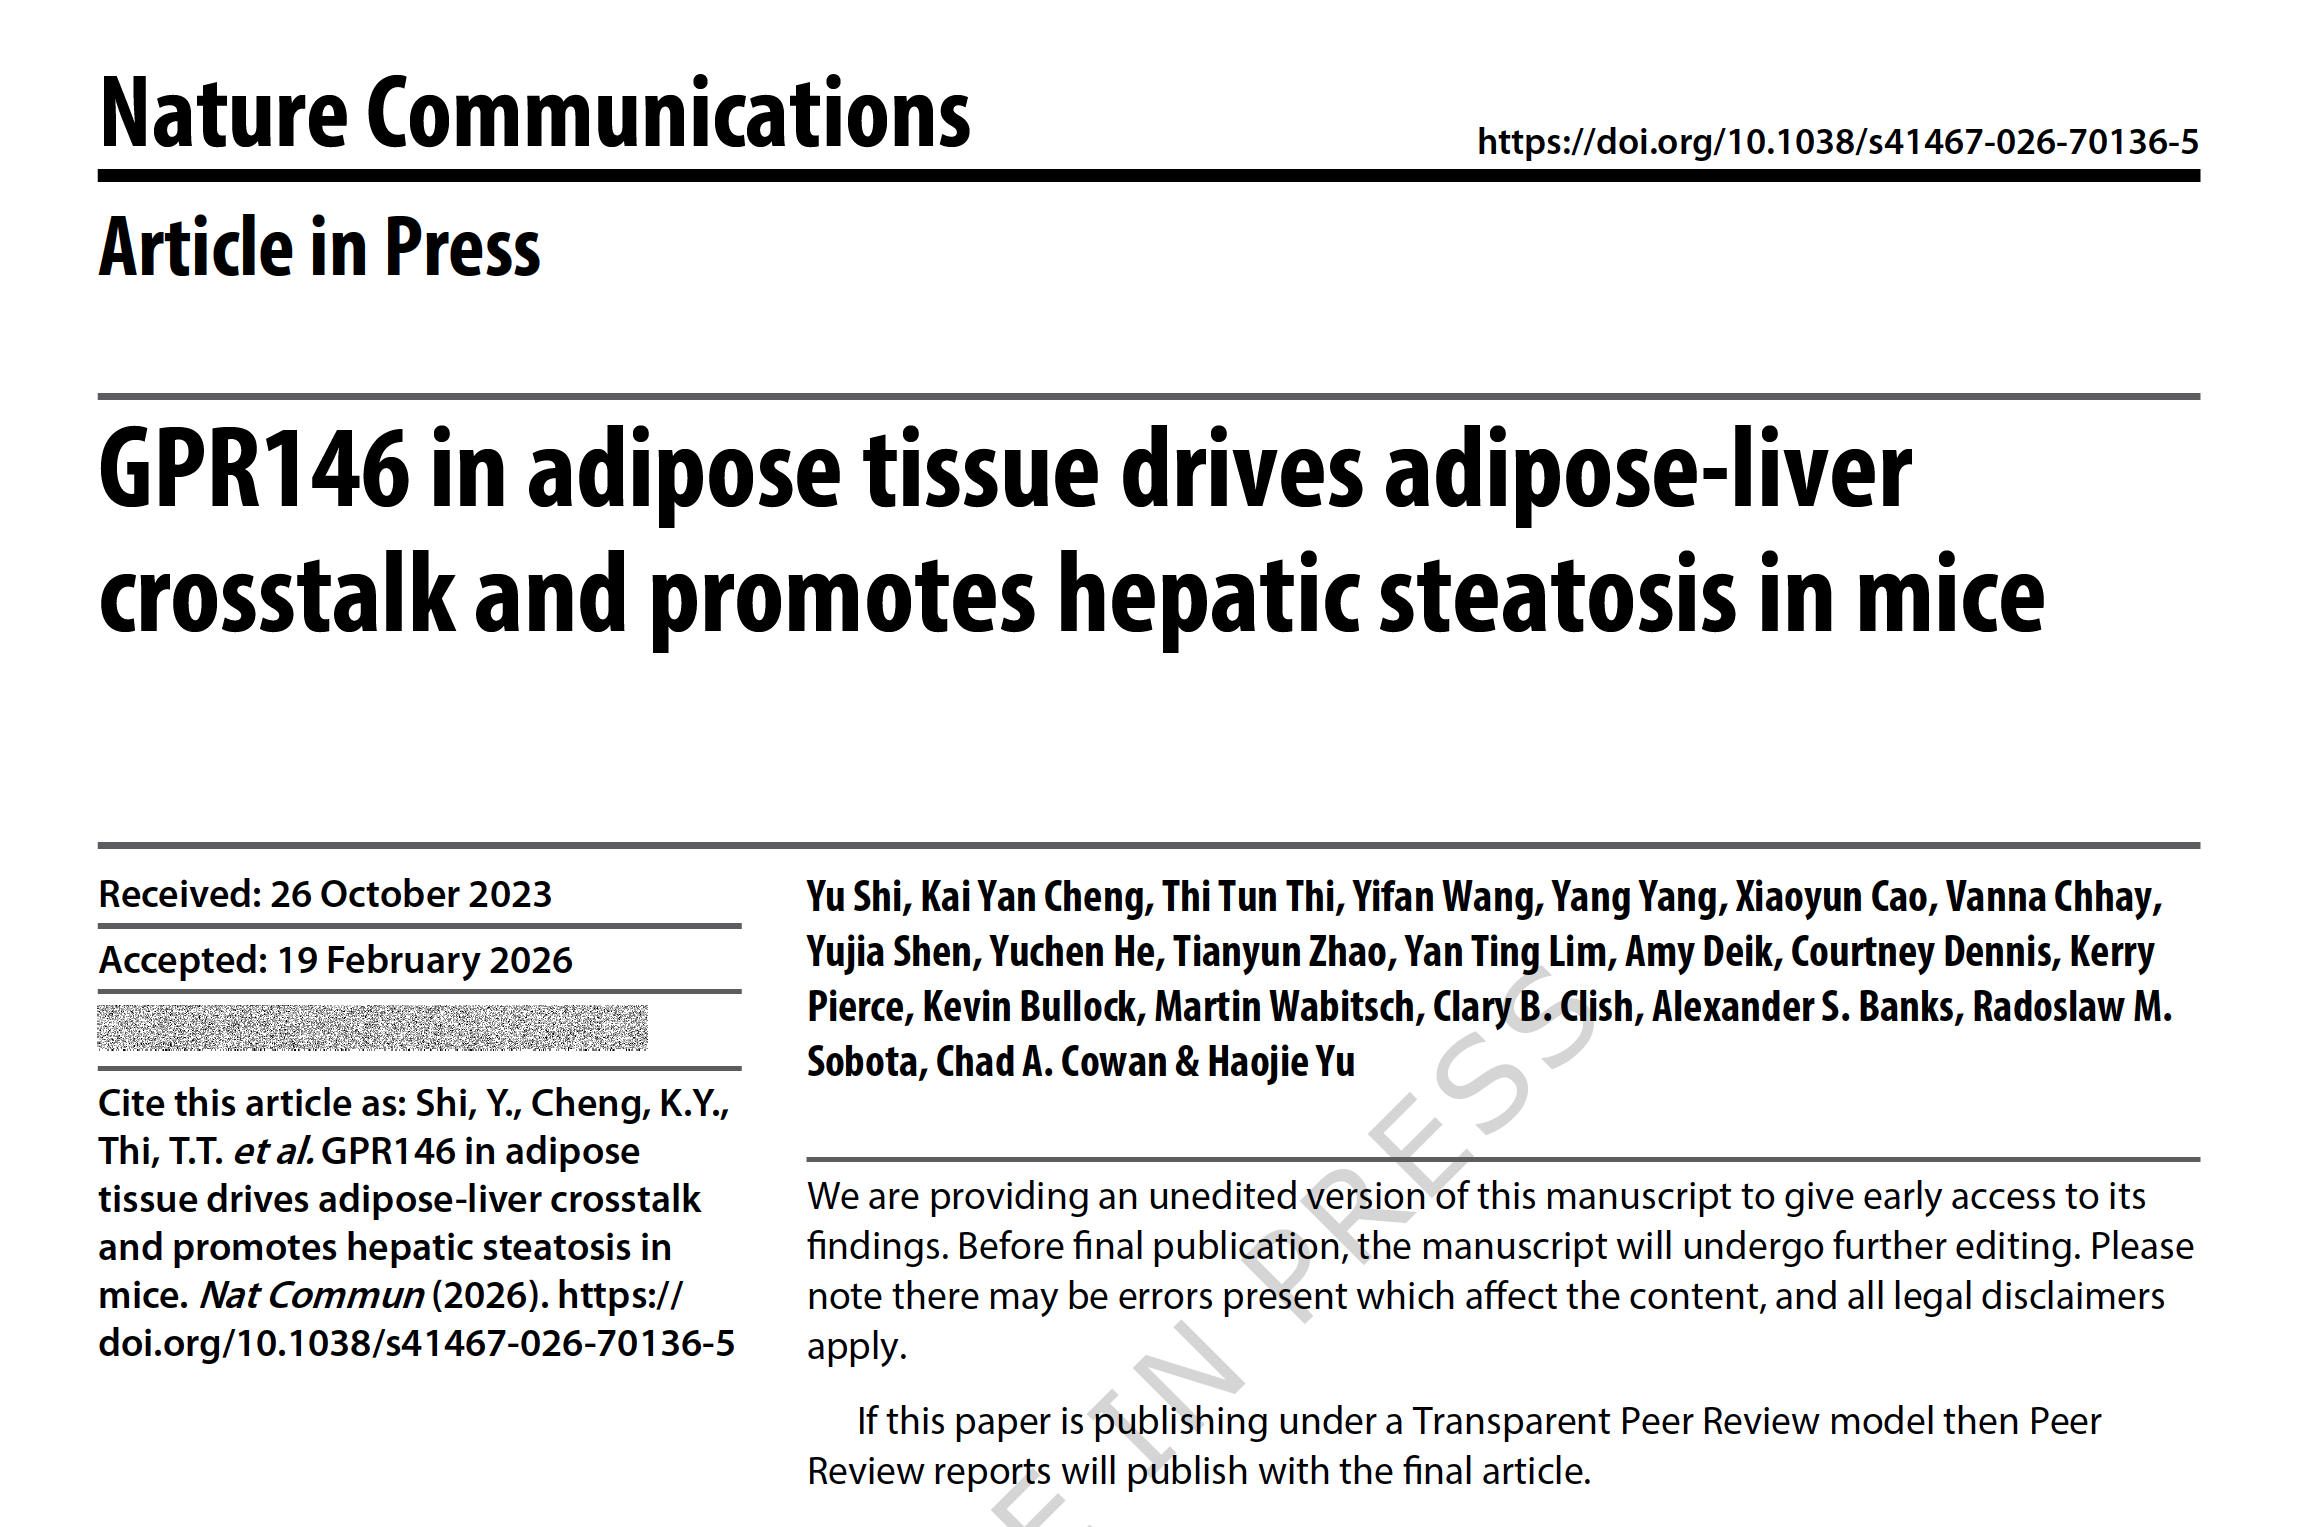 Nature Communications
https://doi.org/10.1038/s41467-026-70136-5
Article in Press
GPR146 in adipose tissue drives adipose-liver
crosstalk and promotes hepatic steatosis in mice
Received: 26 October 2023
Accepted: 19 February 2026
Cite this article as: Shi, Y., Cheng, K.Y.,
Thi, T.T. et al. GPR146 in adipose
tissue drives adipose-liver crosstalk
and promotes hepatic steatosis in
mice. Nat Commun (2026). https://
doi.org/10.1038/s41467-026-70136-5
Yu Shi, Kai Yan Cheng, Thi Tun Thi, Yifan Wang, Yang Yang, Xiaoyun Cao, Vanna Chhay,
Yujia Shen, Yuchen He, Tianyun Zhao, Yan Ting Lim, Amy Deik, Courtney Dennis, Kerry
Pierce, Kevin Bullock, Martin Wabitsch, Clary B. Clish, Alexander S. Banks, Radoslaw M.
Sobota, Chad A. Cowan & Haojie Yu
We are providing an unedited version of this manuscript to give early access to its
findings. Before final publication, the manuscript will undergo further editing. Please
note there may be errors present which affect the content, and all legal disclaimers
apply.
If this paper is publishing under a Transparent Peer Review model then Peer
Review reports will publish with the final article.
E IN PRESS